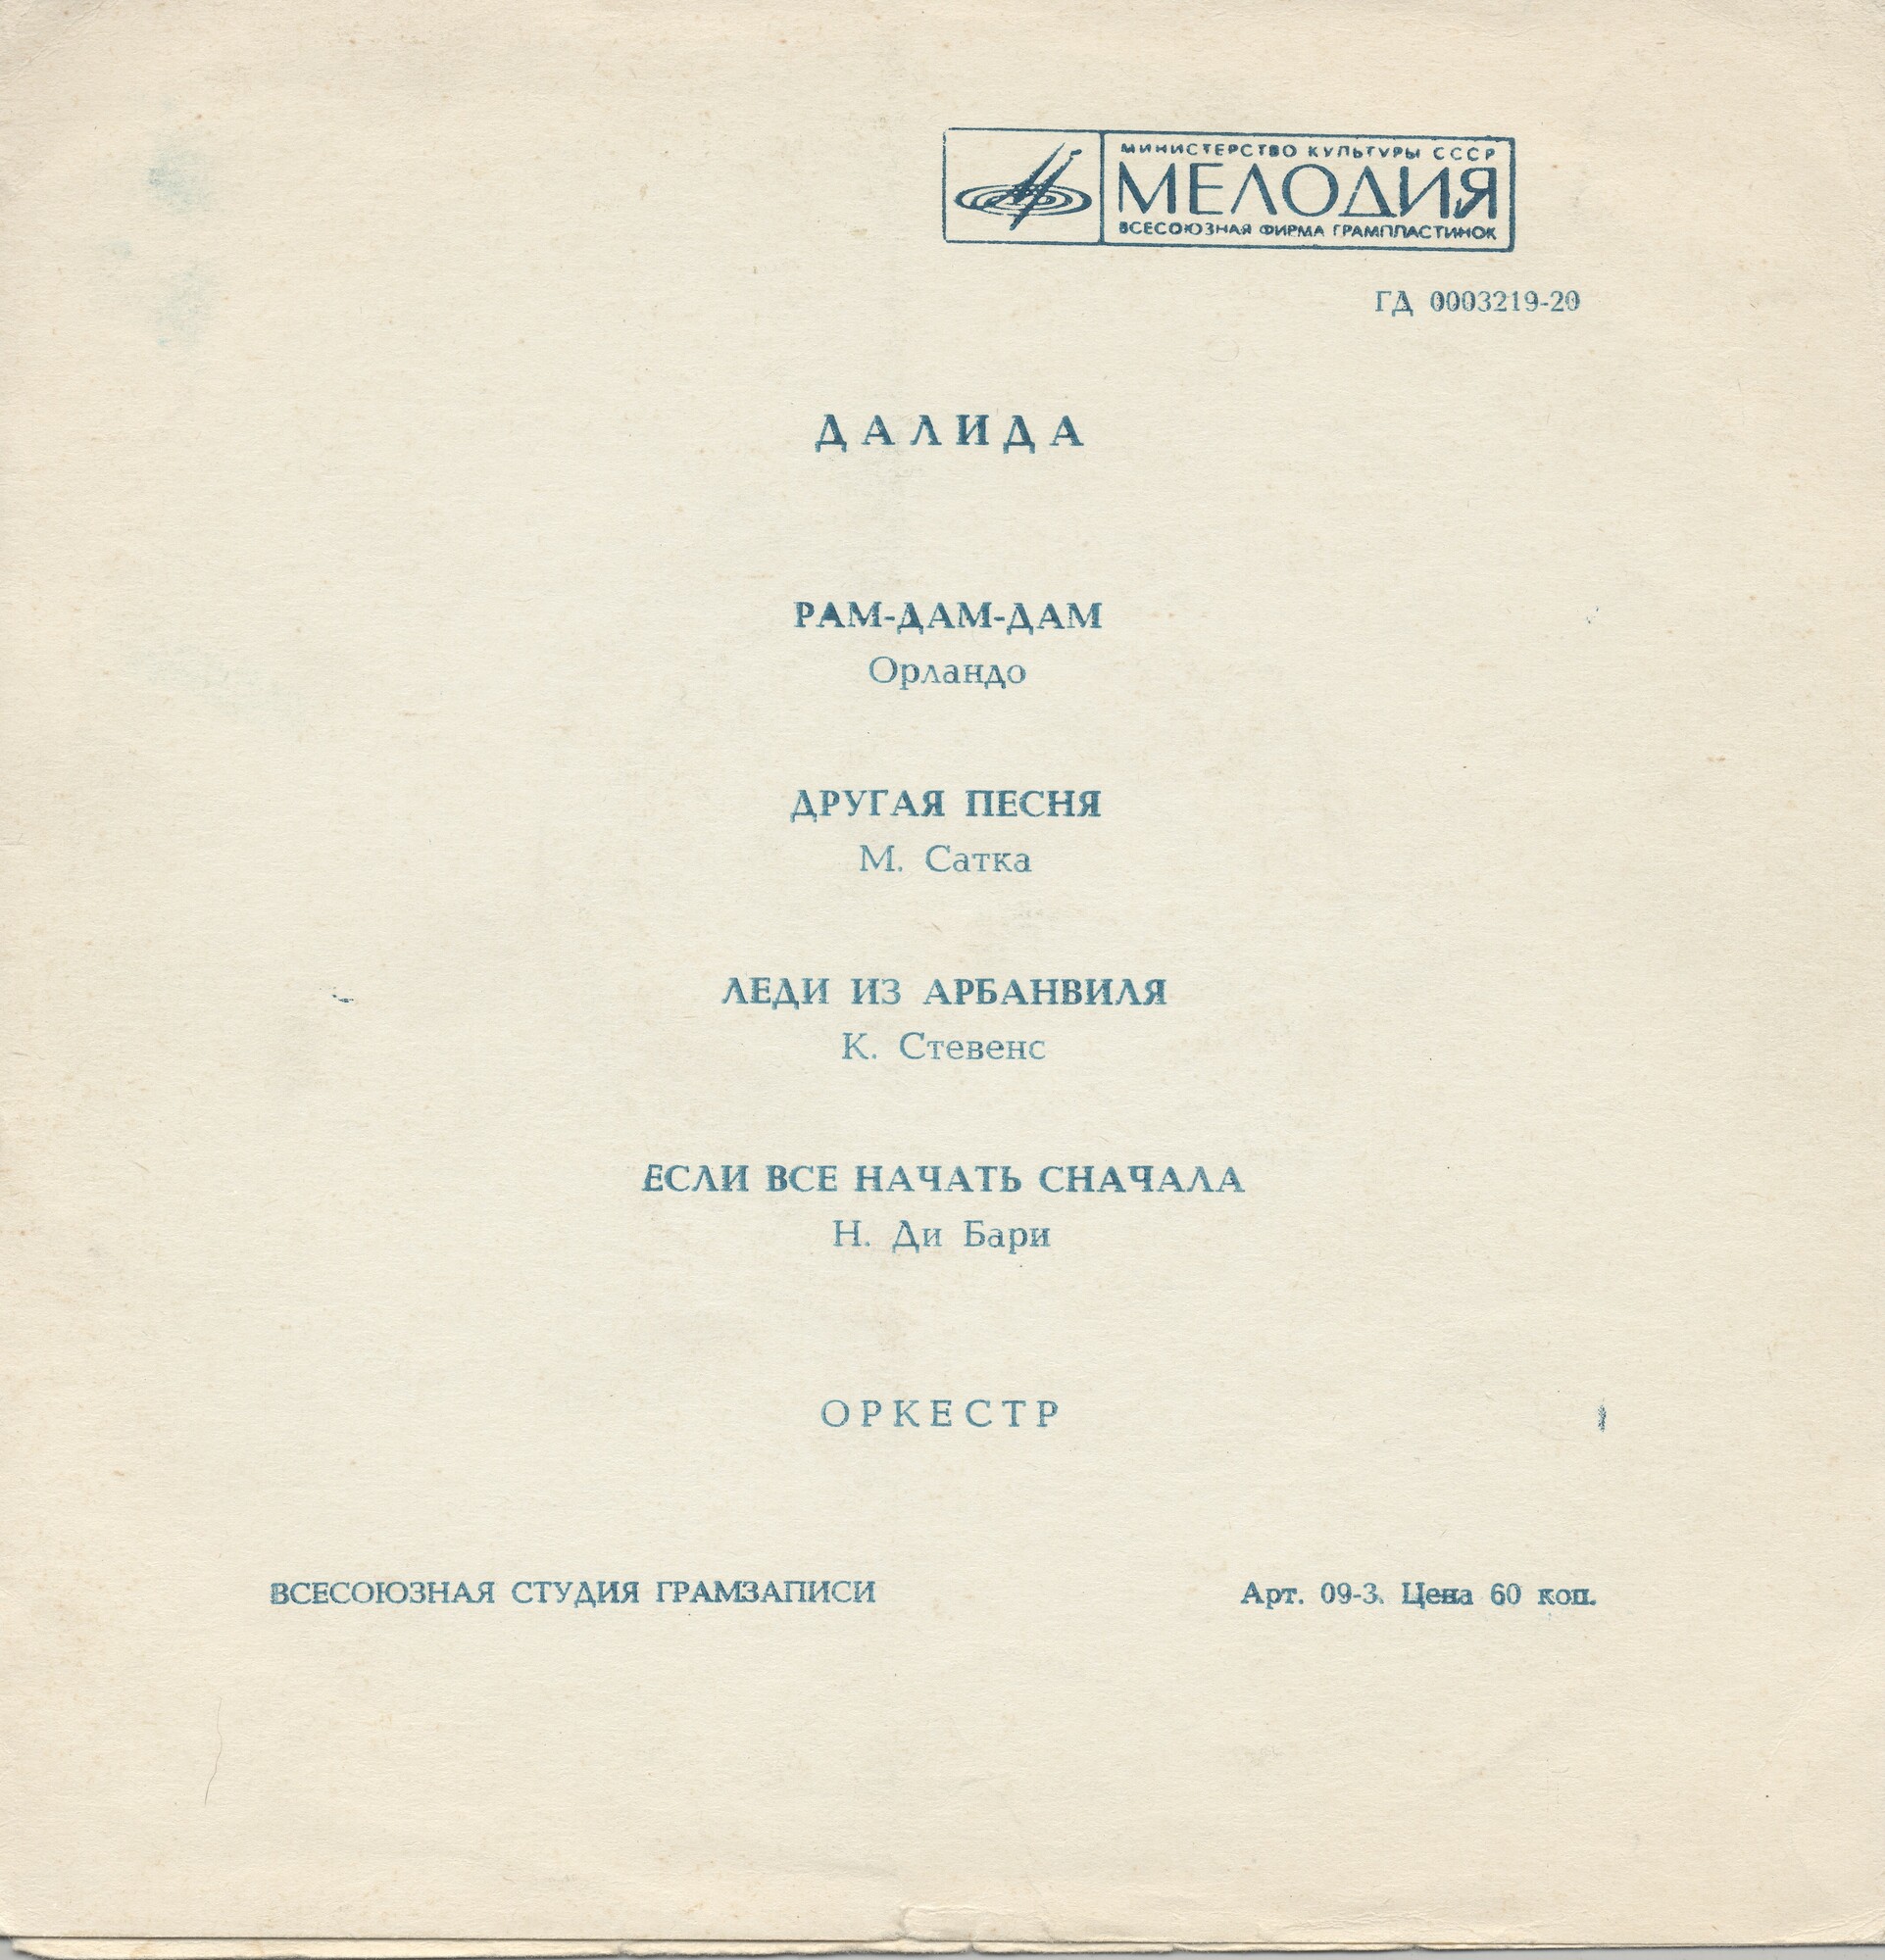 МИНИСТЕРСТВО КУЛЬТУРЫ СССР
МЕЛОДИЯ
ВСЕСОЮЗНАЯ ФИРМА ГРАМПЛАСТИНОК
ГД 0003219-20
ДАЛИДА
РАМ-ДАМ-ДАМ
Орландо
ДРУГАЯ ПЕСНЯ
М. Сатка
ЛЕДИ ИЗ АРБАНВИЛЯ
К. Стевенс
ЕСЛИ ВСЕ НАЧАТЬ СНАЧАЛА
Н. Ди Бари
ОРКЕСТР
ВСЕСОЮЗНАЯ СТУДИЯ ГРАМЗАПИСИ
Арт. 09-3. Цена 60 коп.